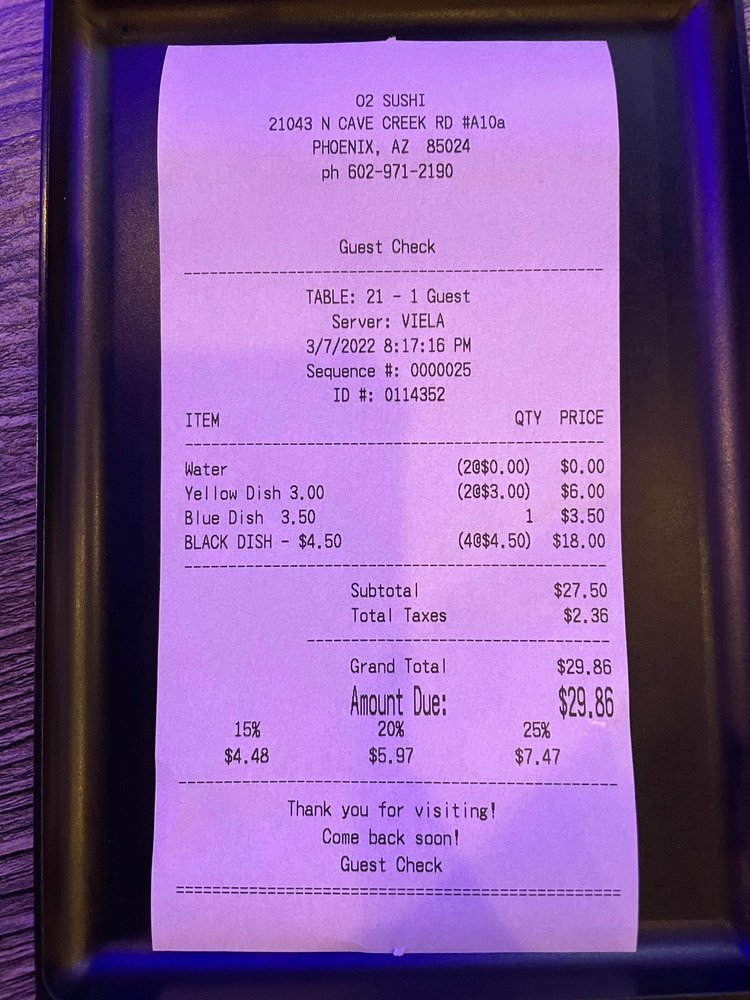 O2 SUSHI
21043 N CAVE CREEK RD #A10a
PHOENIX, AZ 85024
ph 602-971-2190
Guest Check
TABLE: 21 - 1 Guest
Server: VIELA
3/7/2022 8:17:16 PM
Sequence #: 0000025
ID #: 0114352
ITEM QTY PRICE
Water (2@$0.00) $0.00
Yellow Dish 3.00 (2@$3.00) $6.00
Blue Dish 3.50 1 $3.50
BLACK DISH - $4.50 (4@$4.50) $18.00
Subtotal $27.50
Total Taxes $2.36
Grand Total $29.86
Amount Due: $29.86
15% 20% 25%
$4.48 $5.97 $7.47
Thank you for visiting!
Come back soon!
Guest Check